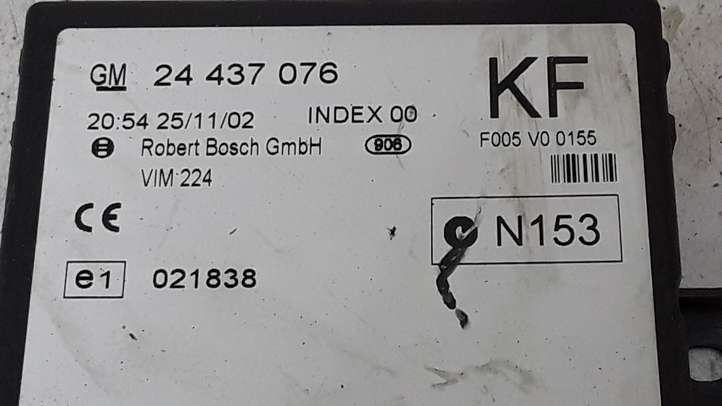 GM 24 437 076 KF
20:54 25/11/02 INDEX 00
F005 V0 0155
Robert Bosch GmbH 906
VIM 224
CE
N153
e1 021838